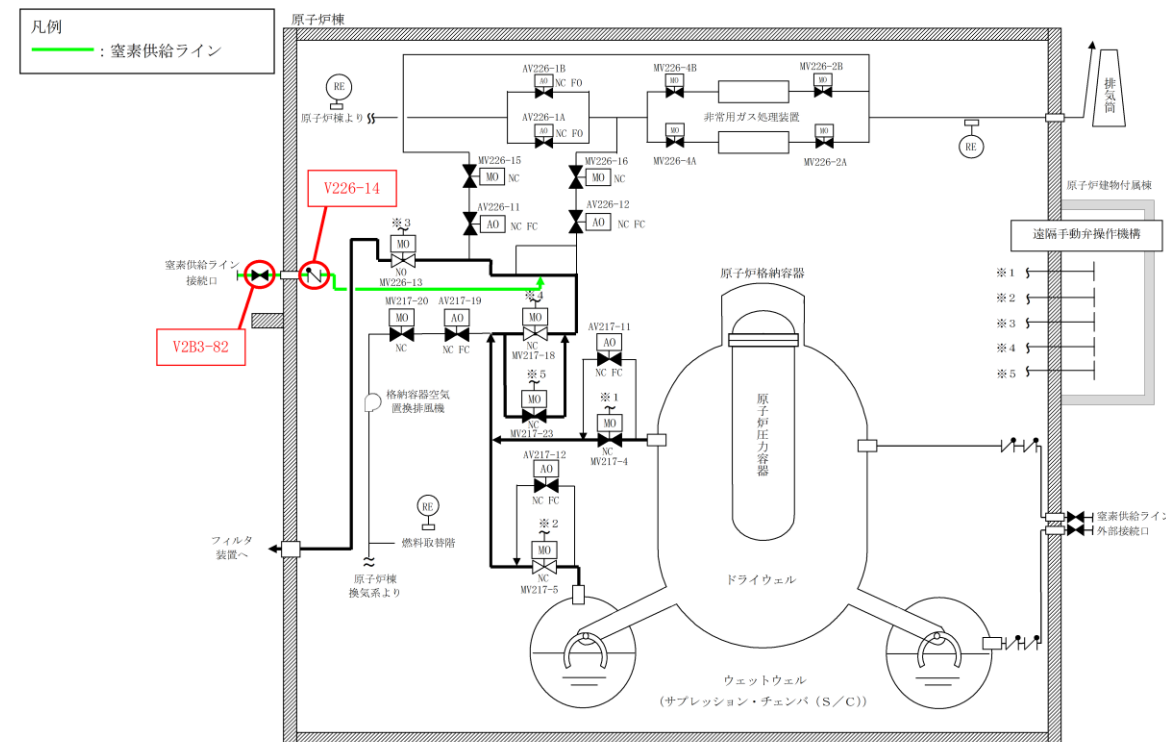 凡例
：窒素供給ライン
原子炉棟
RE
原子炉棟より
AV226-1B
AO
NC FO
AV226-1A
AO
NC FO
MV226-4B
MO
MV226-2B
MO
非常用ガス処理装置
MO
MV226-4A
MO
MV226-2A
RE
排気筒
MV226-15
MO
NC
MV226-16
MO
NC
AV226-11
AO
NC FC
AV226-12
AO
NC FC
V226-14
※3
MO
NO
MV226-13
窒素供給ライン
接続口
V2B3-82
MV217-20
MO
NC
AV217-19
AO
NC FC
※4
MO
NC
MV217-18
※5
MO
NC
MV217-23
AV217-11
AO
NC FC
※1
MO
NC
MV217-4
AV217-12
AO
NC FC
※2
MO
NC
MV217-5
格納容器空気
置換排風機
RE
燃料取替階
原子炉棟
換気系より
フィルタ
装置へ
原子炉格納容器
原子炉圧力容器
ドライウェル
ウェットウェル
(サプレッション・チェンバ（S／C）)
原子炉建物付属棟
遠隔手動弁操作機構
※1
※2
※3
※4
※5
窒素供給ライン
外部接続口